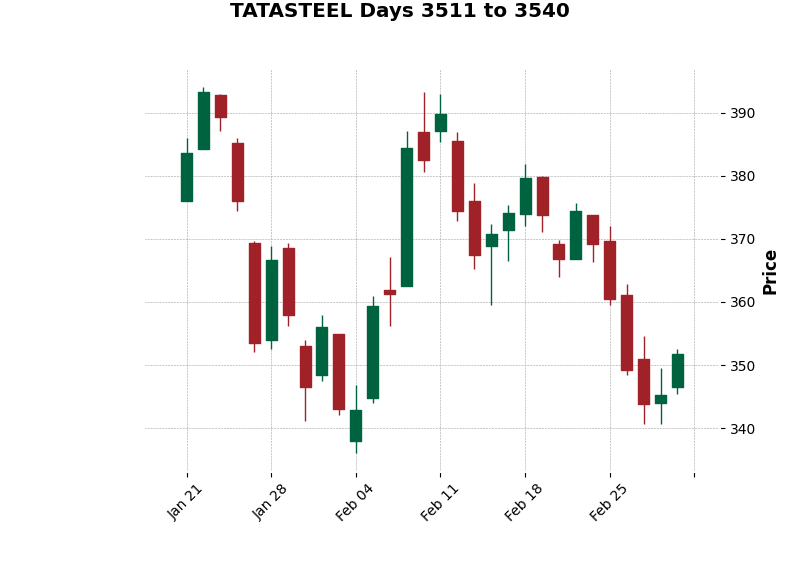 TATASTEEL Days 3511 to 3540
390
380
370
360
350
340
Price
Jan 21
Jan 28
Feb 04
Feb 11
Feb 18
Feb 25